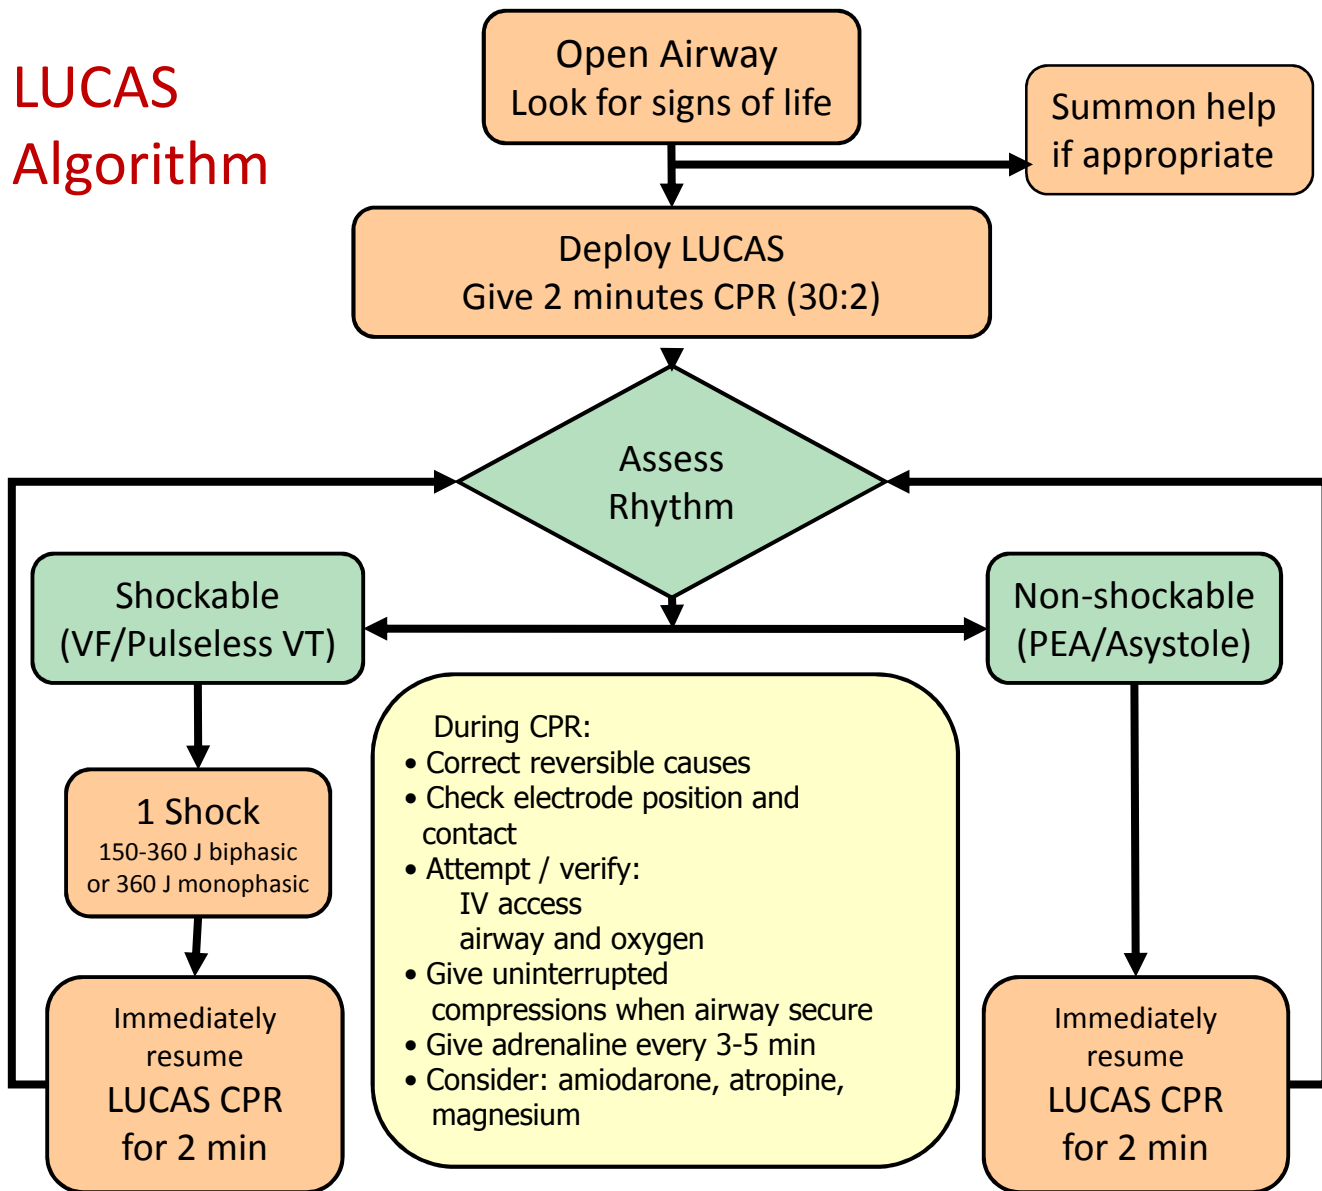 LUCAS
Algorithm
Open Airway
Look for signs of life
Summon help
if appropriate
Deploy LUCAS
Give 2 minutes CPR (30:2)
Assess
Rhythm
Shockable
(VF/Pulseless VT)
Non-shockable
(PEA/Asystole)
1 Shock
150-360 J biphasic
or 360 J monophasic
During CPR:
• Correct reversible causes
• Check electrode position and
contact
• Attempt / verify:
IV access
airway and oxygen
• Give uninterrupted
compressions when airway secure
• Give adrenaline every 3-5 min
• Consider: amiodarone, atropine,
magnesium
Immediately
resume
LUCAS CPR
for 2 min
Immediately
resume
LUCAS CPR
for 2 min